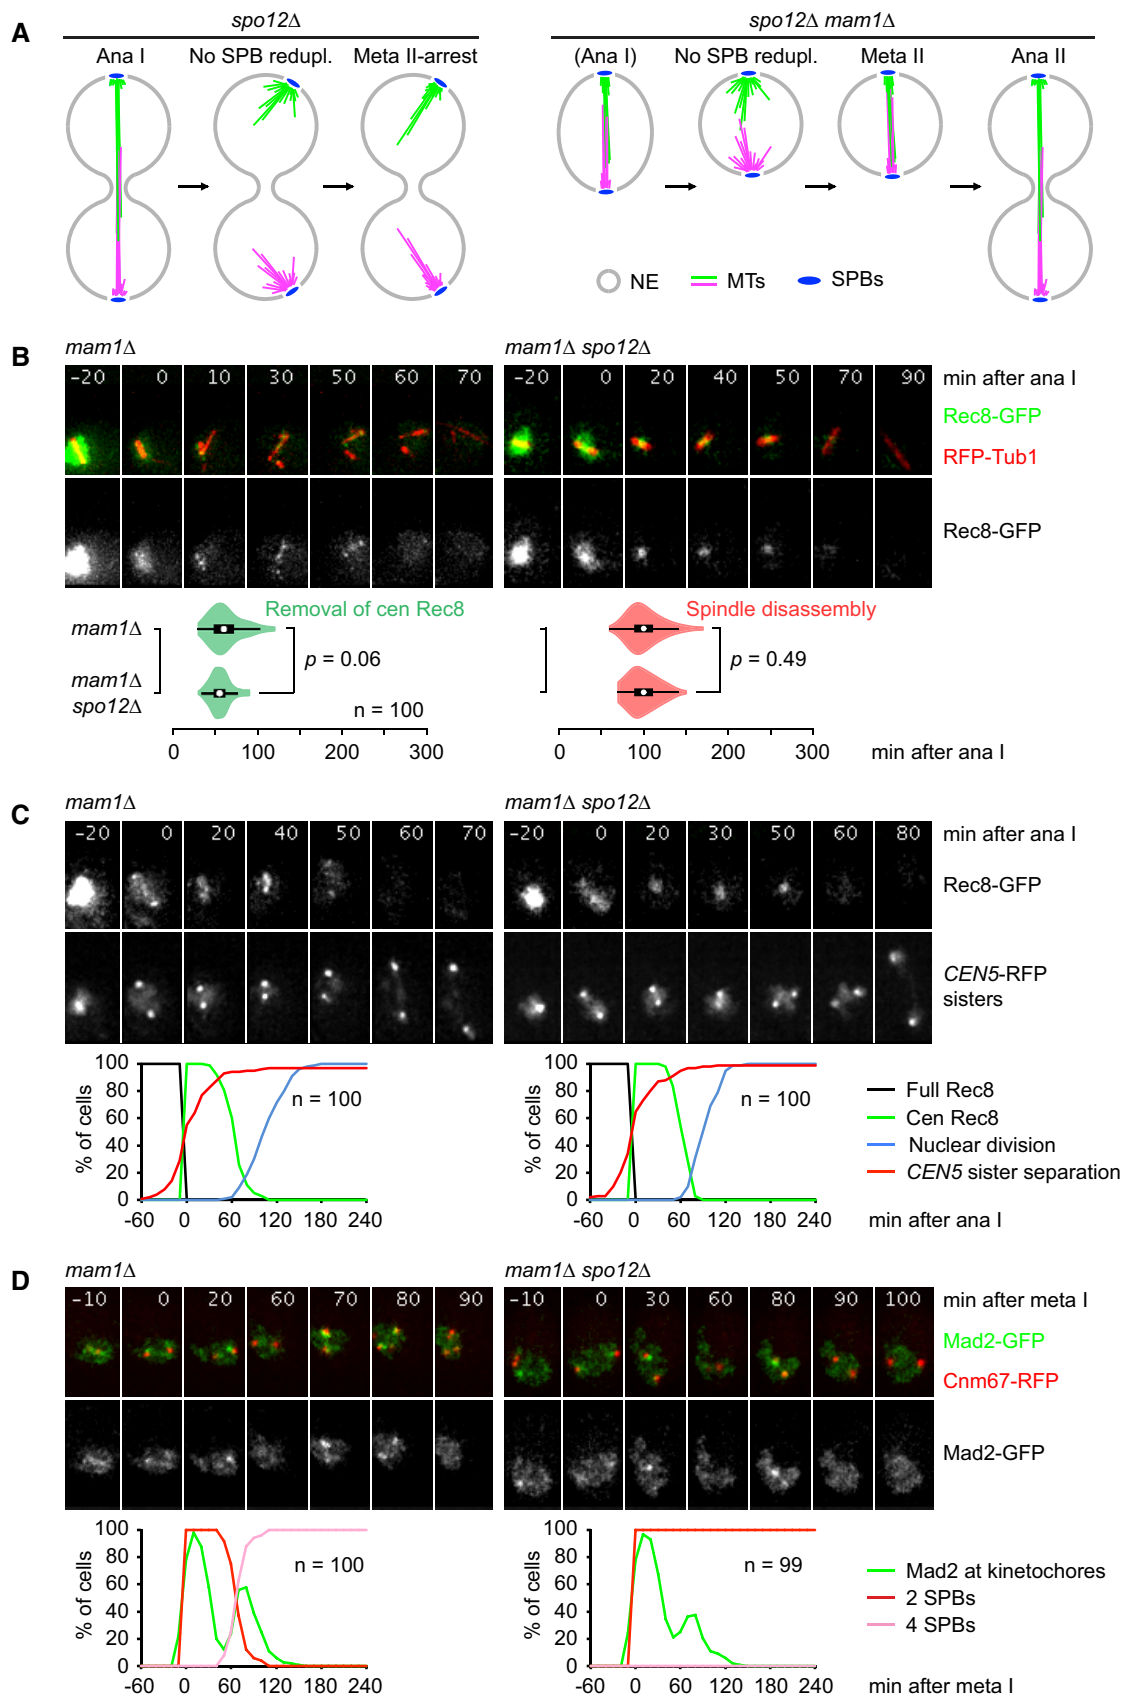 A
spo12Δ
Ana I
No SPB redupl.
Meta II-arrest
spo12Δ mam1Δ
(Ana I)
No SPB redupl.
Meta II
Ana II
NE
MTs
SPBs
B
mam1Δ
-20 0 10 30 50 60 70
mam1Δ spo12Δ
-20 0 20 40 50 70 90
min after ana I
Rec8-GFP
RFP-Tub1
Rec8-GFP
Removal of cen Rec8
mam1Δ
p = 0.06
mam1Δ
spo12Δ
n = 100
0 100 200 300
Spindle disassembly
p = 0.49
0 100 200 300
min after ana I
C
mam1Δ
-20 0 20 40 50 60 70
mam1Δ spo12Δ
-20 0 20 30 50 60 80
min after ana I
Rec8-GFP
CEN5-RFP
sisters
% of cells
100
80
60
40
20
0
n = 100
-60 0 60 120 180 240
% of cells
100
80
60
40
20
0
n = 100
-60 0 60 120 180 240
Full Rec8
Cen Rec8
Nuclear division
CEN5 sister separation
min after ana I
D
mam1Δ
-10 0 20 60 70 80 90
mam1Δ spo12Δ
-10 0 30 60 80 90 100
min after meta I
Mad2-GFP
Cnm67-RFP
Mad2-GFP
% of cells
100
80
60
40
20
0
n = 100
-60 0 60 120 180 240
% of cells
100
80
60
40
20
0
n = 99
-60 0 60 120 180 240
Mad2 at kinetochores
2 SPBs
4 SPBs
min after meta I